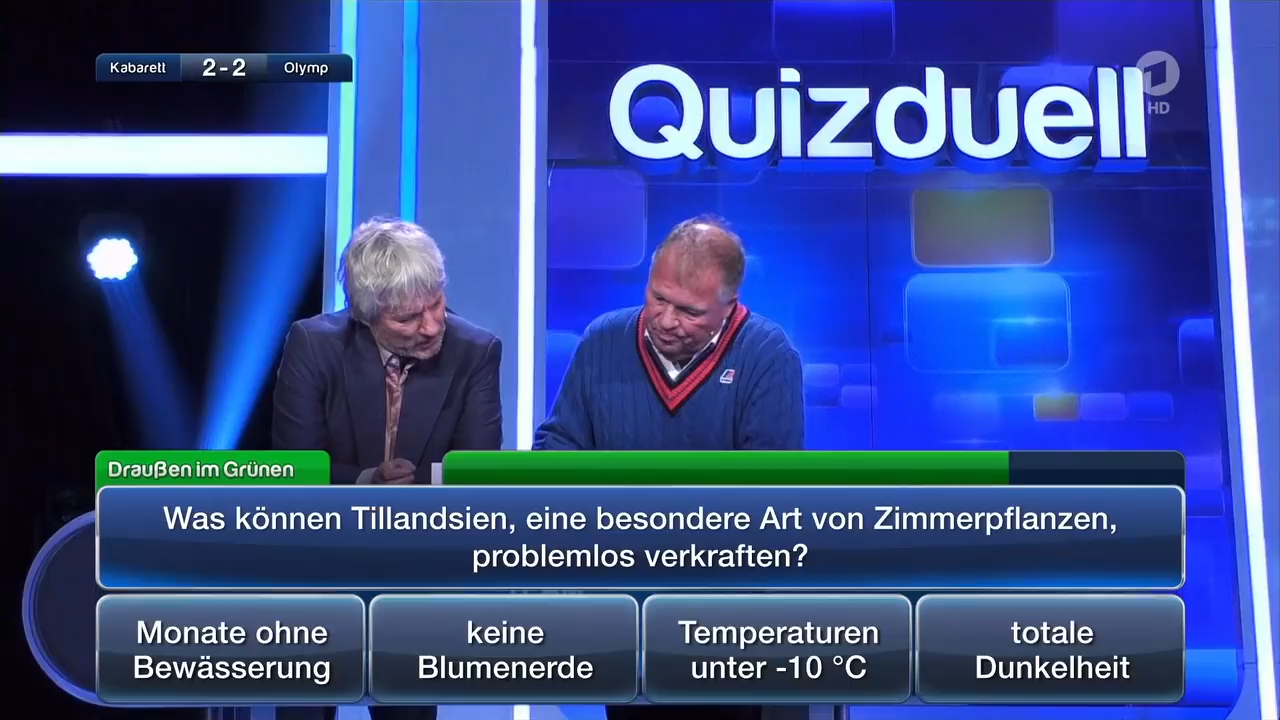 Kabarett 2-2 Olymp
Quizduell
1
HD
Draußen im Grünen
Was können Tillandsien, eine besondere Art von Zimmerpflanzen,
problemlos verkraften?
Monate ohne
Bewässerung
keine
Blumenerde
Temperaturen
unter -10 °C
totale
Dunkelheit